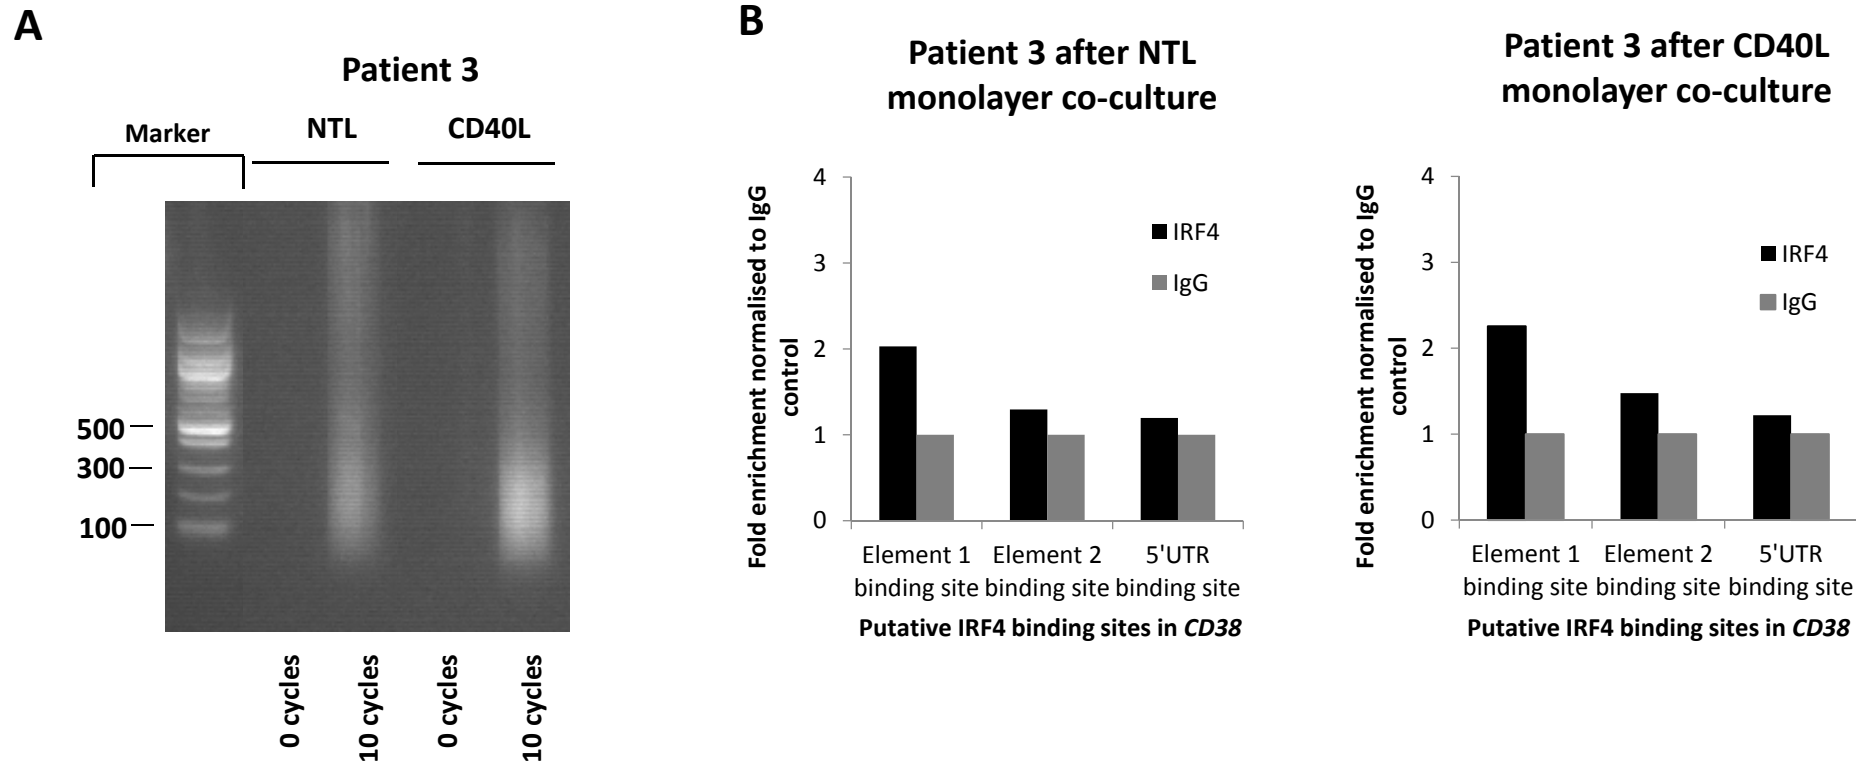 A
Patient 3
Marker
NTL
CD40L
500
300
100
0 cycles
10 cycles
0 cycles
10 cycles
B
Patient 3 after NTL
monolayer co-culture
Fold enrichment normalised to IgG
control
4
3
2
1
0
IRF4
IgG
Element 1
binding site
Element 2
binding site
5'UTR
binding site
Putative IRF4 binding sites in CD38
Patient 3 after CD40L
monolayer co-culture
Fold enrichment normalised to IgG
control
4
3
2
1
0
IRF4
IgG
Element 1
binding site
Element 2
binding site
5'UTR
binding site
Putative IRF4 binding sites in CD38